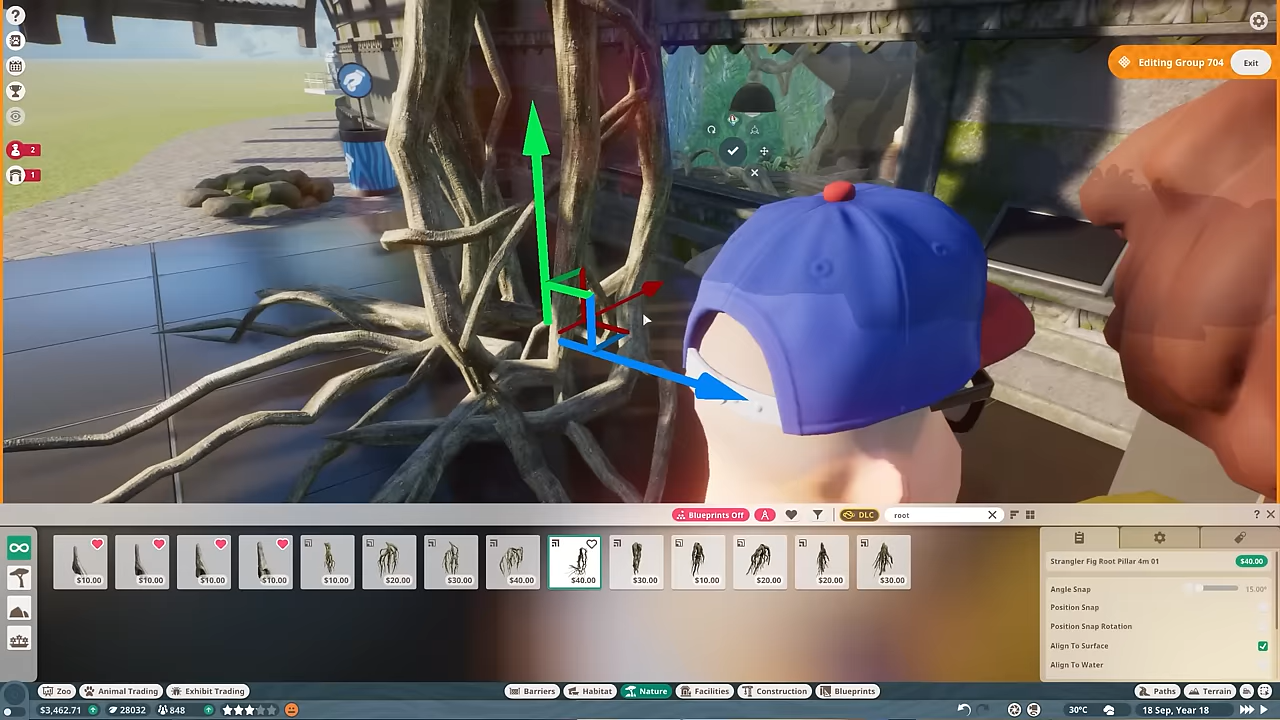 ?
Editing Group 704
Exit
2
1
Blueprints Off
DLC
root
?
$10.00
$10.00
$10.00
$10.00
$10.00
$20.00
$30.00
$40.00
$40.00
$30.00
$10.00
$20.00
$20.00
$30.00
Strangler Fig Root Pillar 4m 01
$40.00
Angle Snap
15.00°
Position Snap
Position Snap Rotation
Align To Surface
Align To Water
Zoo
Animal Trading
Exhibit Trading
Barriers
Habitat
Nature
Facilities
Construction
Blueprints
Paths
Terrain
$3,462.71
28032
848
30°C
18 Sep, Year 18